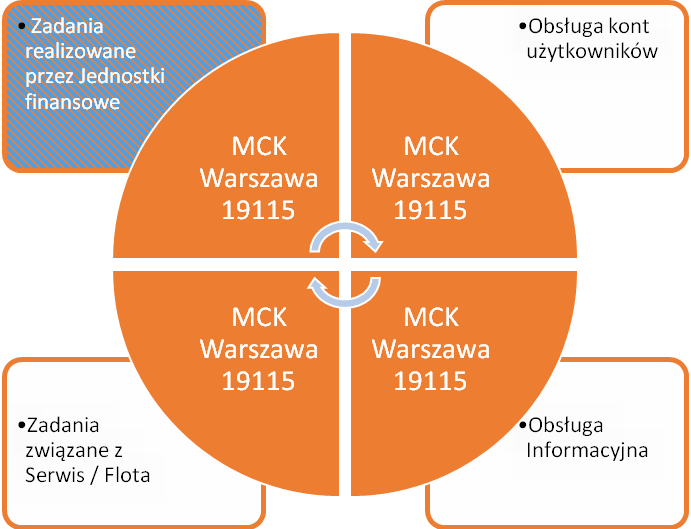 • Zadania
realizowane
przez Jednostki
finansowe
•Obsługa kont
użytkowników
MCK
Warszawa
19115
MCK
Warszawa
19115
MCK
Warszawa
19115
MCK
Warszawa
19115
•Zadania
związane z
Serwis / Flota
•Obsługa
Informacyjna